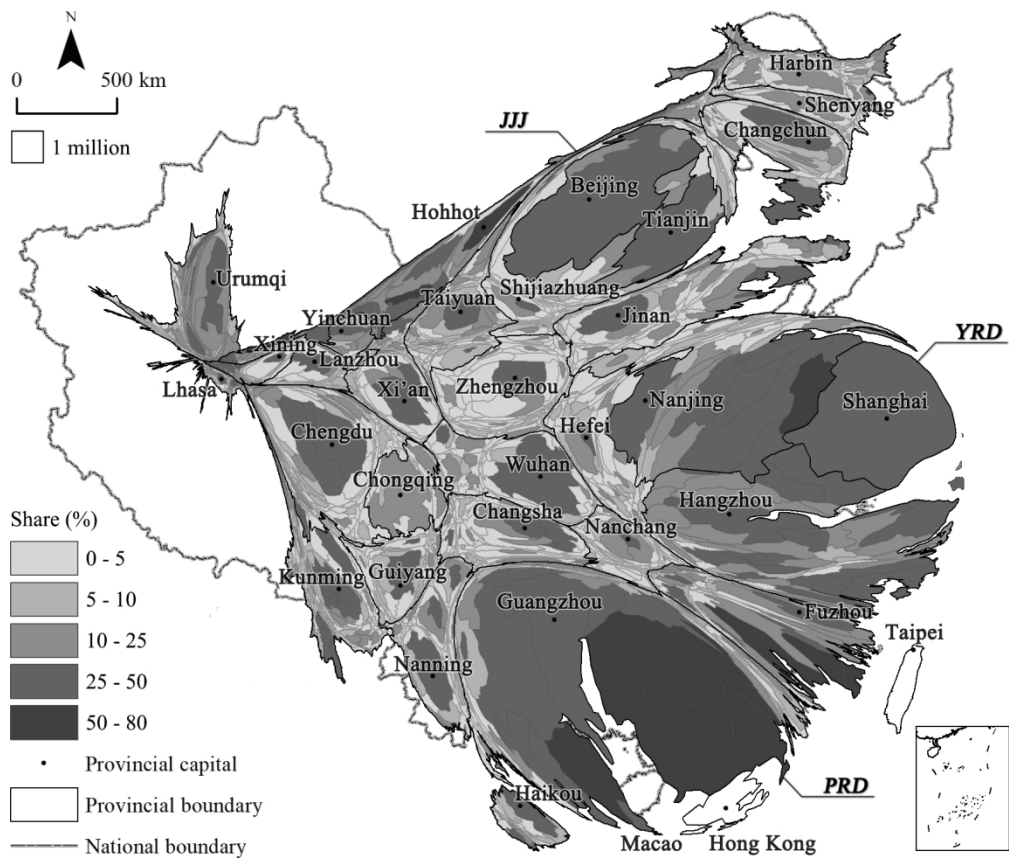 N
0 500 km
1 million
Harbin
Shenyang
Changchun
JJJ
Beijing
Tianjin
Hohhot
Urumqi
Shijiazhuang
Taiyuan
Jinan
Yinchuan
Xining
Lanzhou
YRD
Lhasa
Xi'an
Zhengzhou
Nanjing
Shanghai
Chengdu
Hefei
Wuhan
Chongqing
Hangzhou
Changsha
Nanchang
Share (%)
0 - 5
5 - 10
10 - 25
25 - 50
50 - 80
Kunming
Guiyang
Guangzhou
Fuzhou
Taipei
Nanning
Provincial capital
Provincial boundary
National boundary
Haikou
PRD
Macao
Hong Kong